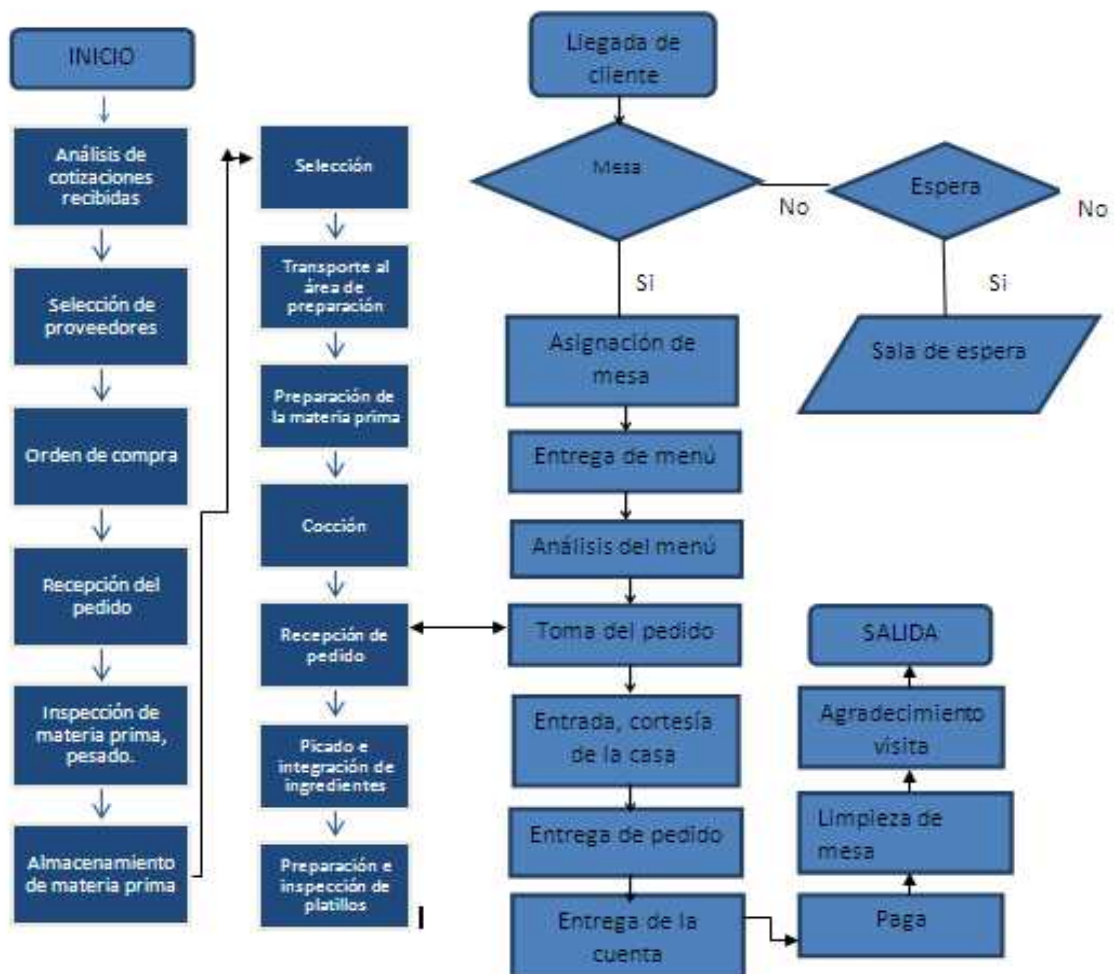 INICIO
Análisis de
cotizaciones
recibidas
Selección de
proveedores
Orden de compra
Recepción del
pedido
Inspección de
materia prima,
pesado.
Almacenamiento
de materia prima
Selección
Transporte al
área de
preparación
Preparación de
la materia prima
Cocción
Recepción de
pedido
Picado e
integración de
ingredientes
Preparación e
inspección de
platillos
Llegada de
cliente
Mesa
No
Espera
No
Si
Si
Asignación de
mesa
Sala de espera
Entrega de menú
Análisis del menú
Toma del pedido
Entrada, cortesía
de la casa
Entrega de pedido
Entrega de la
cuenta
SALIDA
Agradecimiento
visita
Limpieza de
mesa
Paga